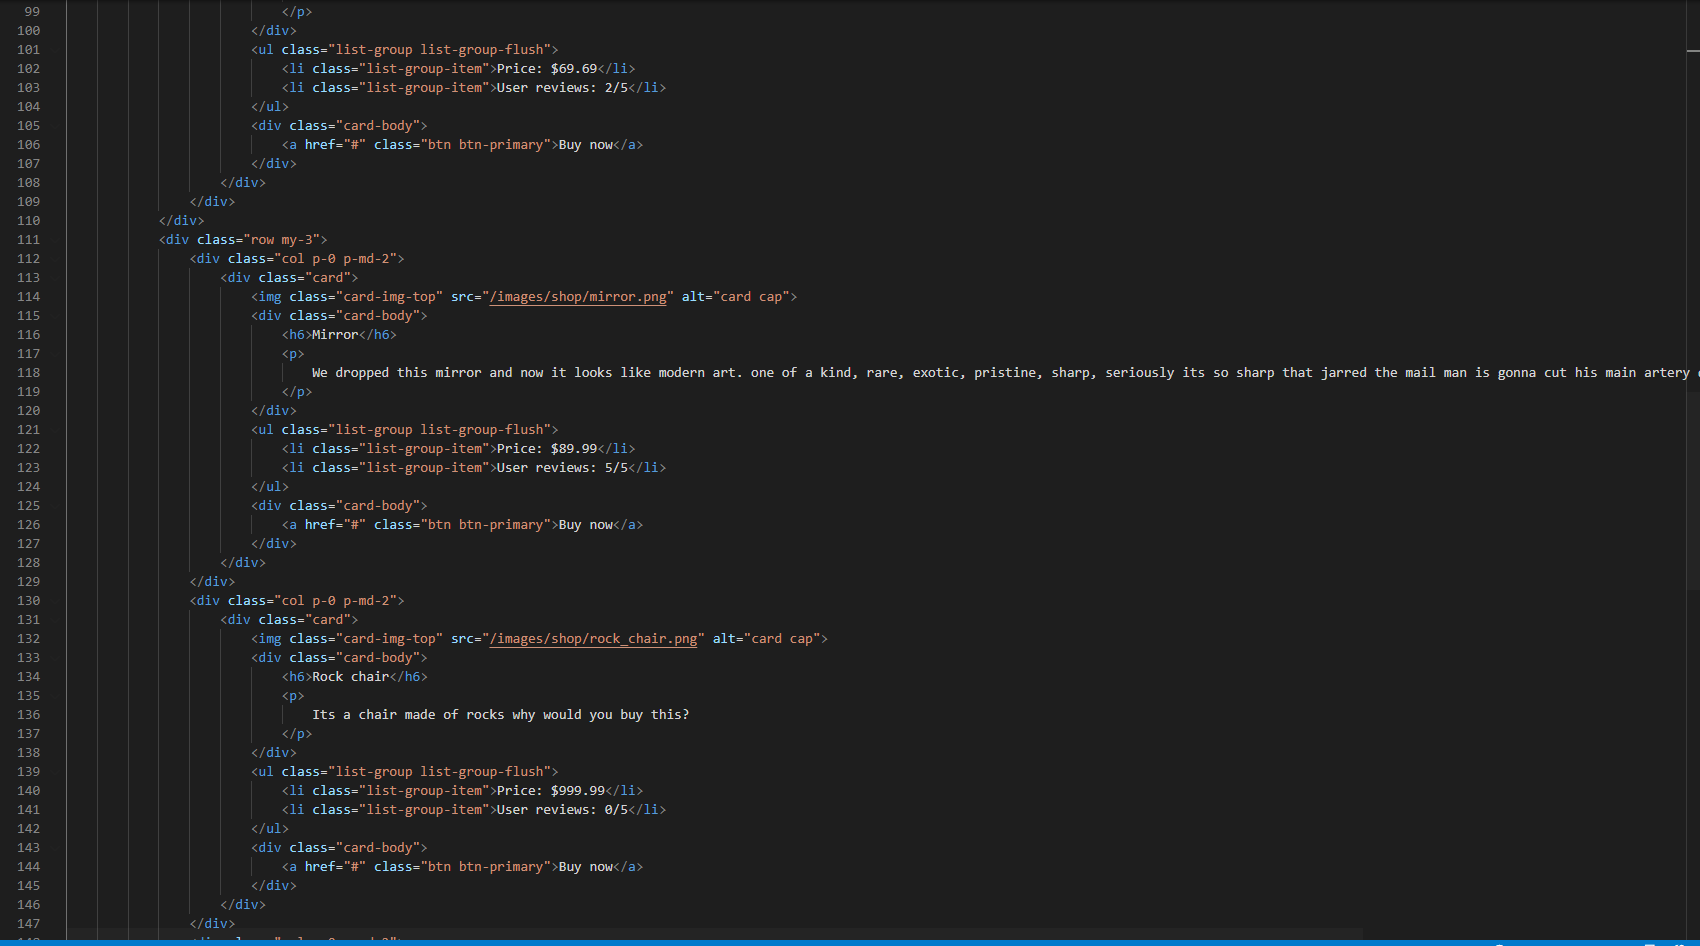 99 </p>
100 </div>
101 <ul class="list-group list-group-flush">
102 <li class="list-group-item">Price: $69.69</li>
103 <li class="list-group-item">User reviews: 2/5</li>
104 </ul>
105 <div class="card-body">
106 <a href="#" class="btn btn-primary">Buy now</a>
107 </div>
108 </div>
109 </div>
110 </div>
111 <div class="row my-3">
112 <div class="col p-0 p-md-2">
113 <div class="card">
114 <img class="card-img-top" src="/images/shop/mirror.png" alt="card cap">
115 <div class="card-body">
116 <h6>Mirror</h6>
117 <p>
118 We dropped this mirror and now it looks like modern art. one of a kind, rare, exotic, pristine, sharp, seriously its so sharp that jarred the mail man is gonna cut his main artery
119 </p>
120 </div>
121 <ul class="list-group list-group-flush">
122 <li class="list-group-item">Price: $89.99</li>
123 <li class="list-group-item">User reviews: 5/5</li>
124 </ul>
125 <div class="card-body">
126 <a href="#" class="btn btn-primary">Buy now</a>
127 </div>
128 </div>
129 </div>
130 <div class="col p-0 p-md-2">
131 <div class="card">
132 <img class="card-img-top" src="/images/shop/rock_chair.png" alt="card cap">
133 <div class="card-body">
134 <h6>Rock chair</h6>
135 <p>
136 Its a chair made of rocks why would you buy this?
137 </p>
138 </div>
139 <ul class="list-group list-group-flush">
140 <li class="list-group-item">Price: $999.99</li>
141 <li class="list-group-item">User reviews: 0/5</li>
142 </ul>
143 <div class="card-body">
144 <a href="#" class="btn btn-primary">Buy now</a>
145 </div>
146 </div>
147 </div>